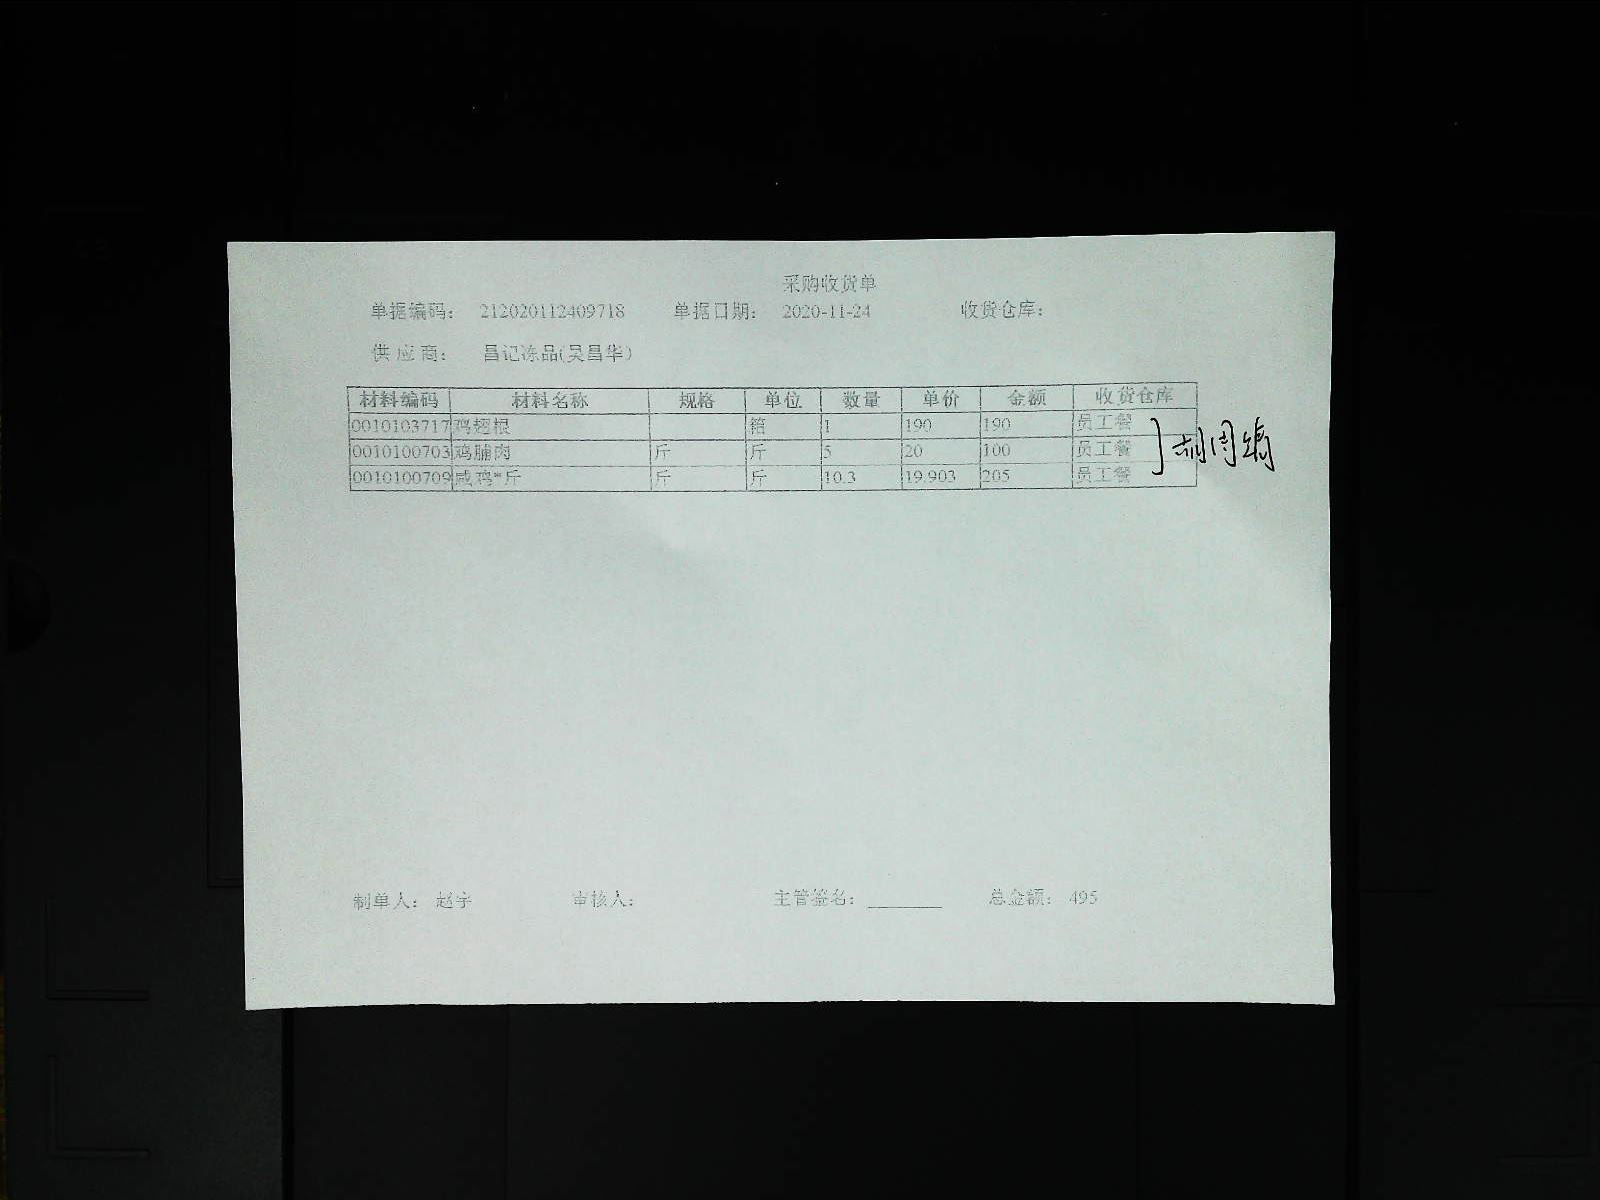 采购收货单
单据编码： 212020112409718 单据日期： 2020-11-24 收货仓库：
供 应 商： 昌记冻品(吴昌华)
材料编码 材料名称 规格 单位 数量 单价 金额 收货仓库
0010103717 鸡翅根 箱 1 190 190 员工餐
0010100703 鸡脯肉 斤 斤 5 20 100 员工餐
0010100709 咸鸡*斤 斤 斤 10.3 19.903 205 员工餐
制单人： 赵宇 审核人： 主管签名： ________ 总金额： 495